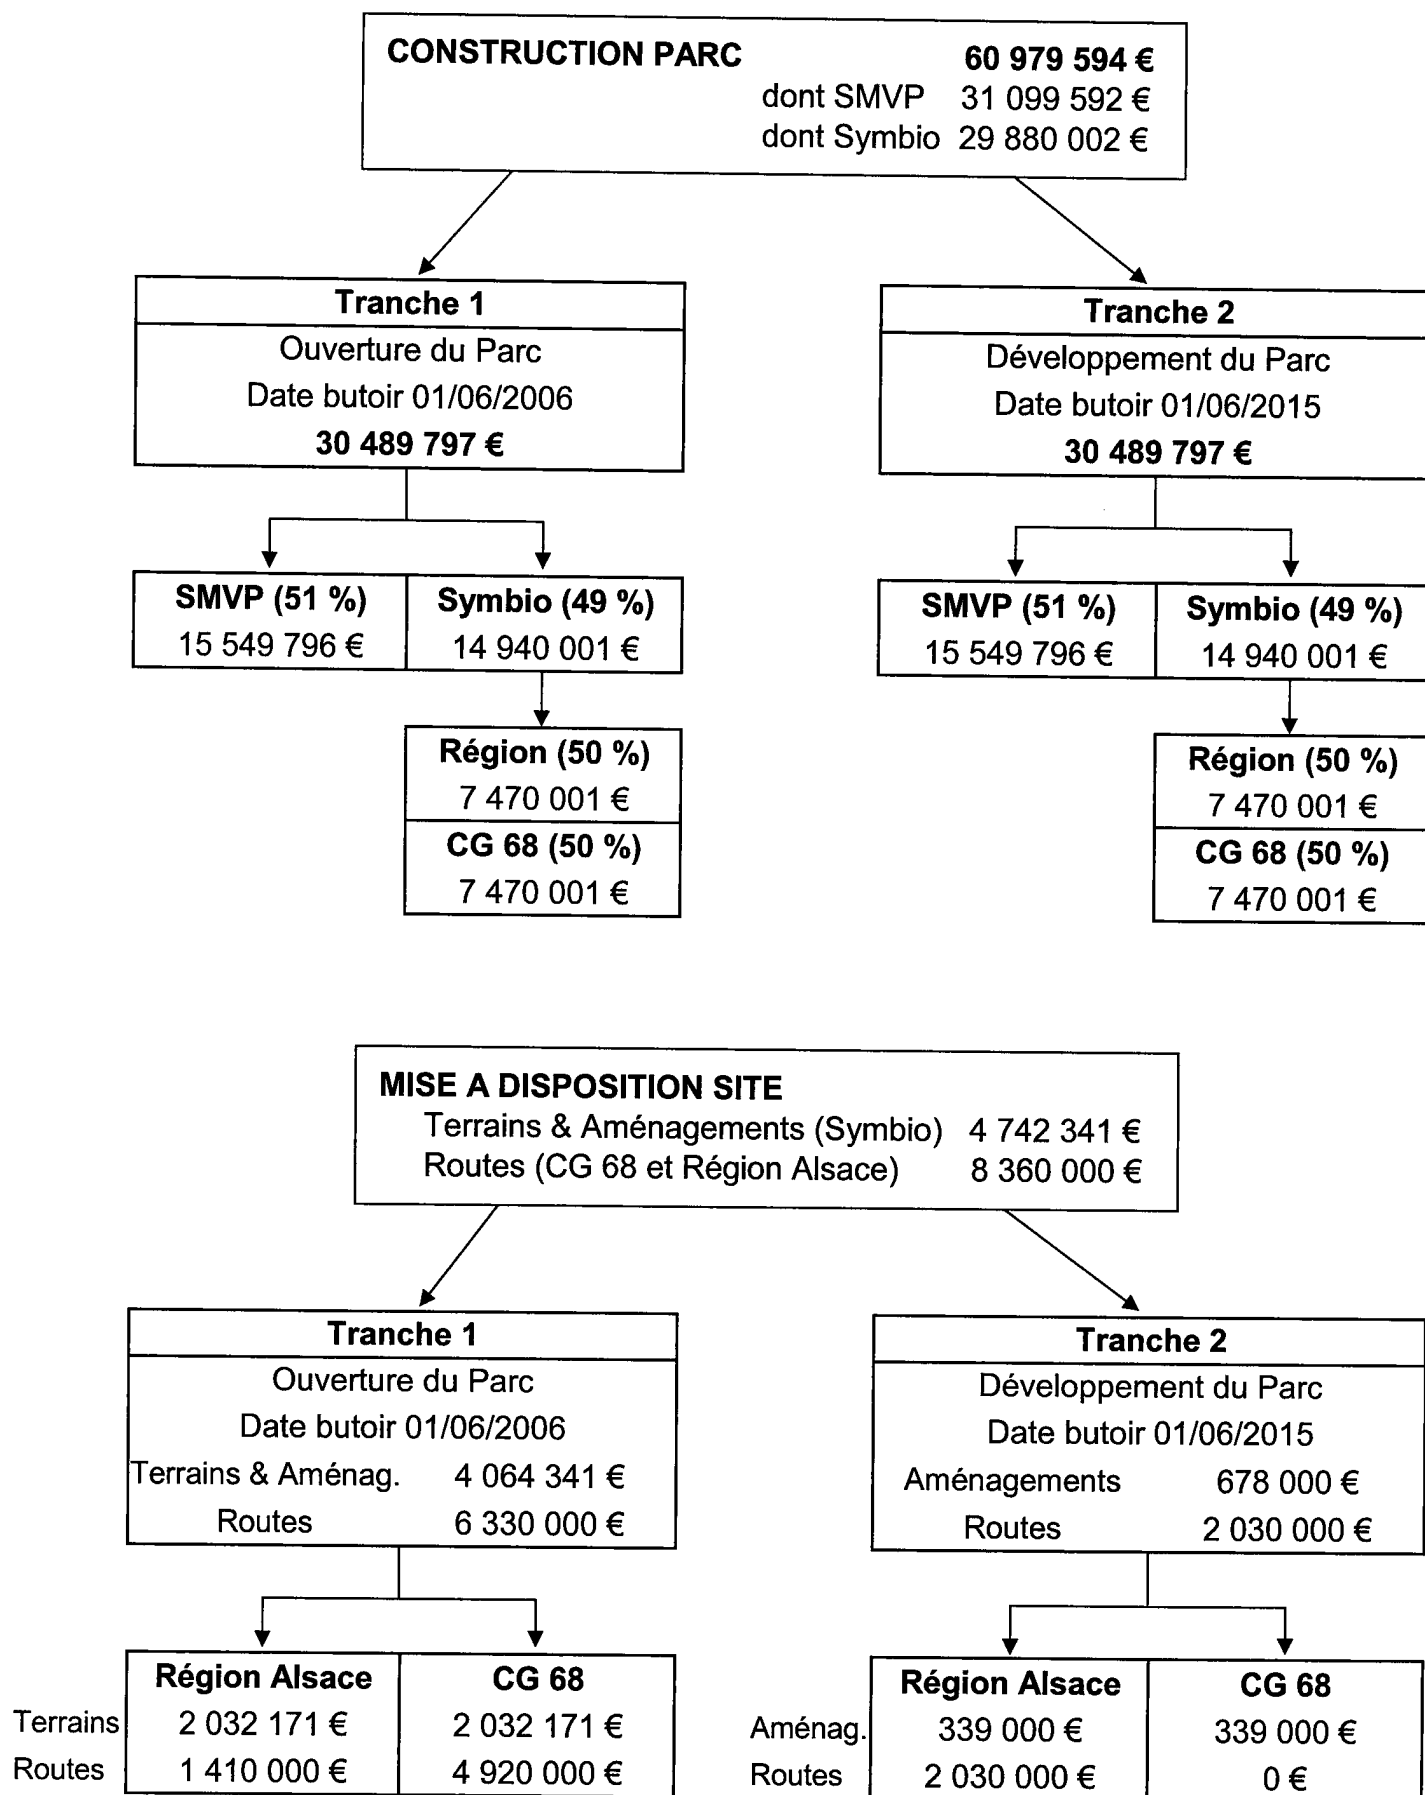 CONSTRUCTION PARC 60 979 594 €
dont SMVP 31 099 592 €
dont Symbio 29 880 002 €
Tranche 1
Ouverture du Parc
Date butoir 01/06/2006
30 489 797 €
Tranche 2
Développement du Parc
Date butoir 01/06/2015
30 489 797 €
SMVP (51 %) Symbio (49 %)
15 549 796 € 14 940 001 €
SMVP (51 %) Symbio (49 %)
15 549 796 € 14 940 001 €
Région (50 %)
7 470 001 €
CG 68 (50 %)
7 470 001 €
Région (50 %)
7 470 001 €
CG 68 (50 %)
7 470 001 €
MISE A DISPOSITION SITE
Terrains & Aménagements (Symbio) 4 742 341 €
Routes (CG 68 et Région Alsace) 8 360 000 €
Tranche 1
Ouverture du Parc
Date butoir 01/06/2006
Terrains & Aménag. 4 064 341 €
Routes 6 330 000 €
Tranche 2
Développement du Parc
Date butoir 01/06/2015
Aménagements 678 000 €
Routes 2 030 000 €
Région Alsace CG 68
Terrains 2 032 171 € 2 032 171 €
Routes 1 410 000 € 4 920 000 €
Région Alsace CG 68
Aménag. 339 000 € 339 000 €
Routes 2 030 000 € 0 €